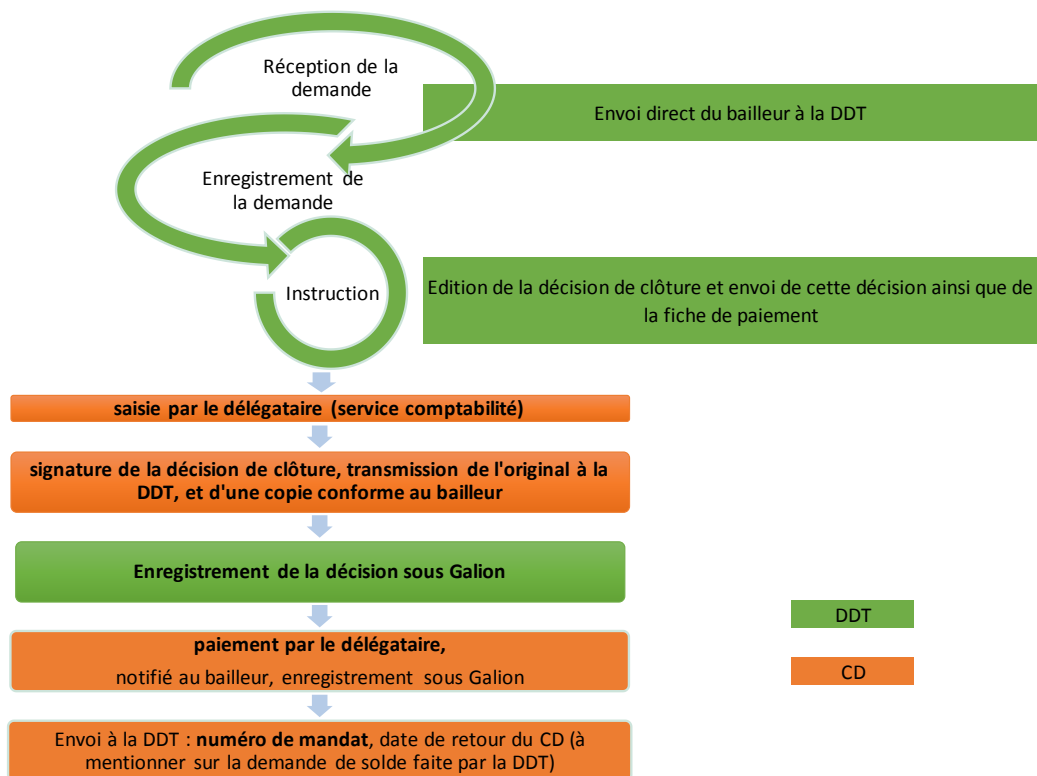 Réception de la
demande
Envoi direct du bailleur à la DDT
Enregistrement de
la demande
Instruction
Edition de la décision de clôture et envoi de cette décision ainsi que de
la fiche de paiement
saisie par le délégataire (service comptabilité)
signature de la décision de clôture, transmission de l'original à la
DDT, et d'une copie conforme au bailleur
Enregistrement de la décision sous Galion
paiement par le délégataire,
notifié au bailleur, enregistrement sous Galion
Envoi à la DDT : numéro de mandat, date de retour du CD (à
mentionner sur la demande de solde faite par la DDT)
DDT
CD